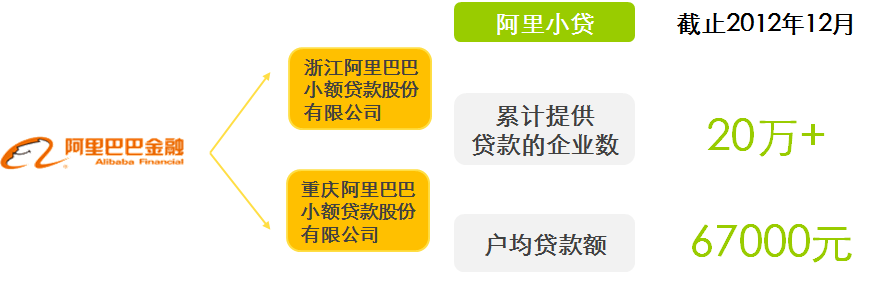 阿里小贷
截止2012年12月
浙江阿里巴巴
小额贷款股份
有限公司
累计提供
贷款的企业数
20万+
阿里巴巴金融
Alibaba Financial
重庆阿里巴巴
小额贷款股份
有限公司
户均贷款额
67000元